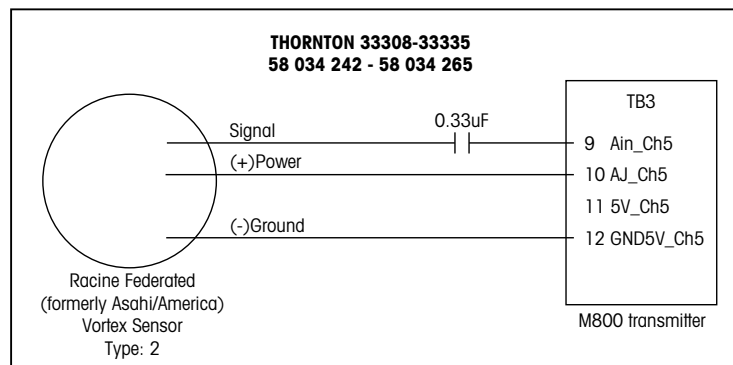 THORNTON 33308-33335
58 034 242 - 58 034 265
TB3
0.33uF
Signal
9 Ain_Ch5
(+)Power
10 AJ_Ch5
11 5V_Ch5
(-)Ground
12 GND5V_Ch5
Racine Federated
(formerly Asahi/America)
Vortex Sensor
Type: 2
M800 transmitter